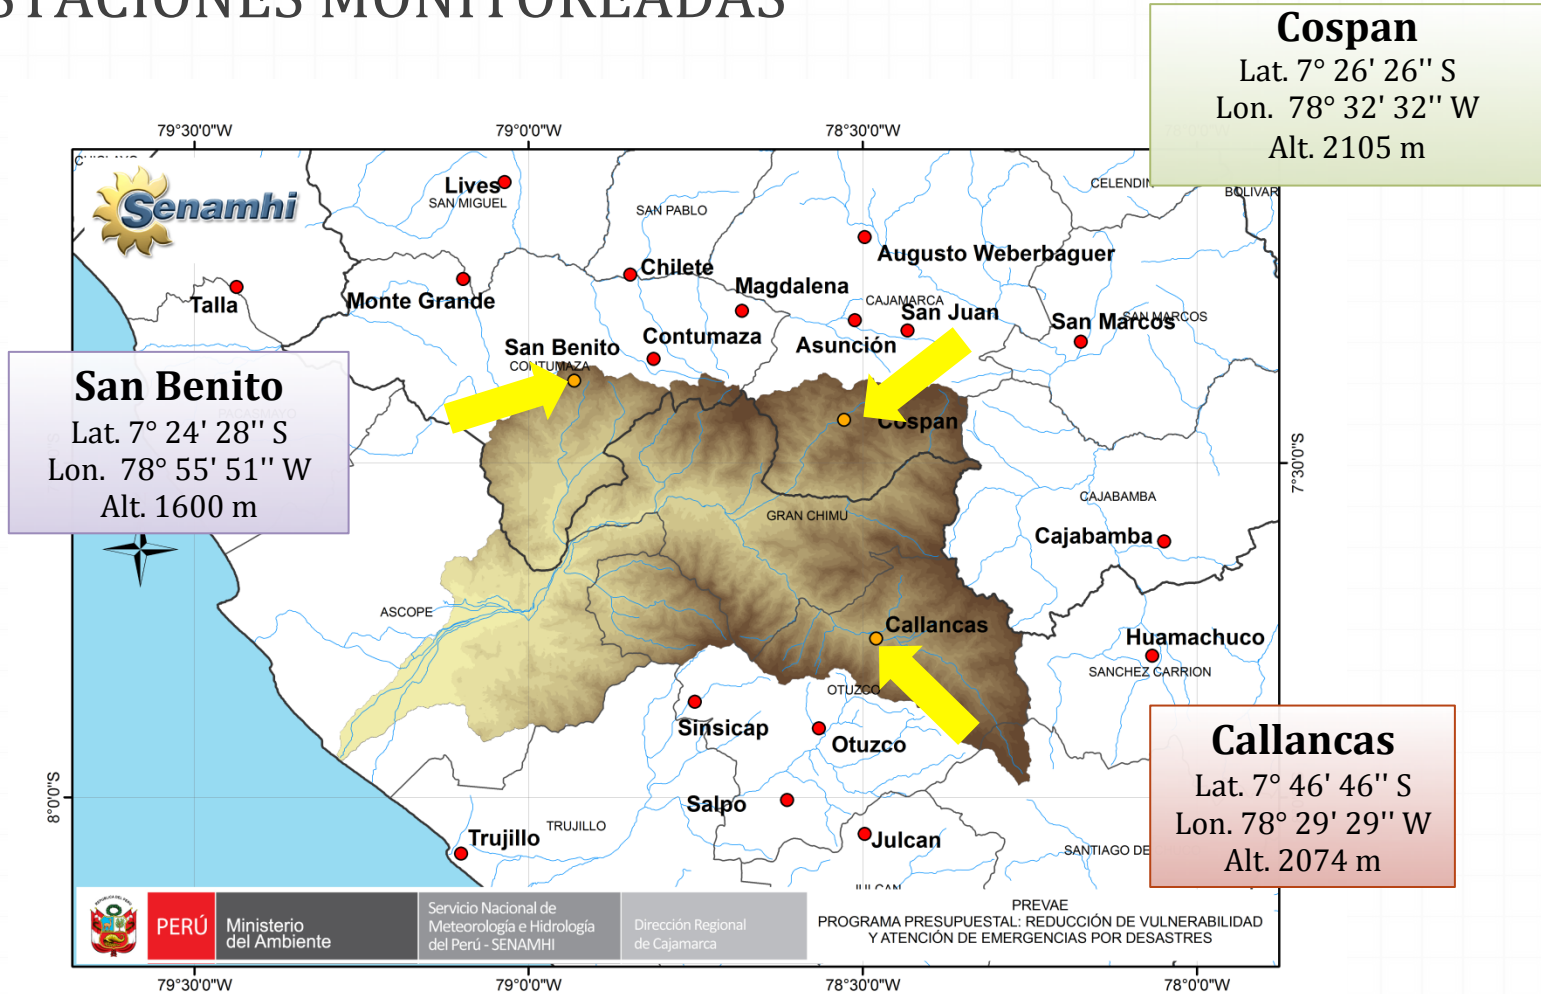 STACIONES MONITOREADAS
Cospan
Lat. 7° 26' 26'' S
Lon. 78° 32' 32'' W
Alt. 2105 m
79°30'0"W
79°0'0"W
78°30'0"W
Senamhi
Lives
SAN MIGUEL
SAN PABLO
CELENDIN
BOLIVAR
Augusto Weberbaguer
Chilete
Magdalena
Talla
Monte Grande
CAJAMARCA
San Juan
San Marcos
SAN MARCOS
Contumaza
Asunción
San Benito
CONTUMAZA
San Benito
Lat. 7° 24' 28'' S
Lon. 78° 55' 51'' W
Alt. 1600 m
PACASMAYO
Cospan
7°30'0"S
CAJABAMBA
GRAN CHIMU
Cajabamba
ASCOPE
Callancas
Huamachuco
SANCHEZ CARRION
OTUZCO
Sinsicap
Otuzco
Callancas
Lat. 7° 46' 46'' S
Lon. 78° 29' 29'' W
Alt. 2074 m
8°0'0"S
Salpo
TRUJILLO
Trujillo
Julcan
SANTIAGO DE
JULCAN
PERÚ
Ministerio
del Ambiente
Servicio Nacional de
Meteorología e Hidrología
del Perú - SENAMHI
Dirección Regional
de Cajamarca
PREVAE
PROGRAMA PRESUPUESTAL: REDUCCIÓN DE VULNERABILIDAD
Y ATENCIÓN DE EMERGENCIAS POR DESASTRES
79°30'0"W
79°0'0"W
78°30'0"W
78°0'0"W